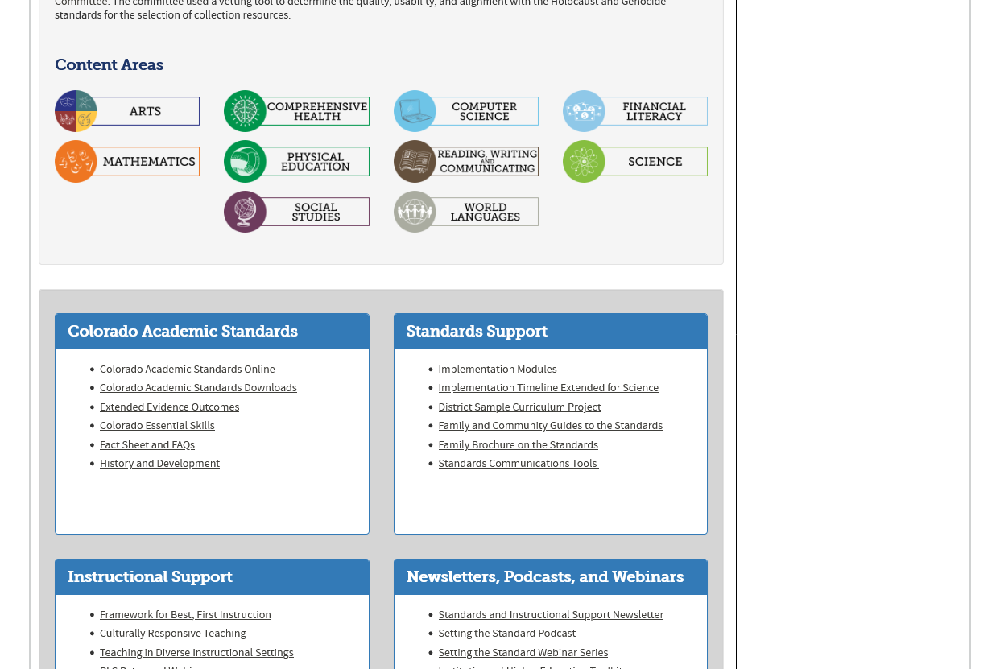 Committee. The committee used a vetting tool to determine the quality, usability, and alignment with the Holocaust and Genocide
standards for the selection of collection resources.
Content Areas
ARTS
COMPREHENSIVE
HEALTH
COMPUTER
SCIENCE
FINANCIAL
LITERACY
MATHEMATICS
PHYSICAL
EDUCATION
READING, WRITING
AND
COMMUNICATING
SCIENCE
SOCIAL
STUDIES
WORLD
LANGUAGES
Colorado Academic Standards
Colorado Academic Standards Online
Colorado Academic Standards Downloads
Extended Evidence Outcomes
Colorado Essential Skills
Fact Sheet and FAQs
History and Development
Standards Support
Implementation Modules
Implementation Timeline Extended for Science
District Sample Curriculum Project
Family and Community Guides to the Standards
Family Brochure on the Standards
Standards Communications Tools
Instructional Support
Framework for Best, First Instruction
Culturally Responsive Teaching
Teaching in Diverse Instructional Settings
Newsletters, Podcasts, and Webinars
Standards and Instructional Support Newsletter
Setting the Standard Podcast
Setting the Standard Webinar Series